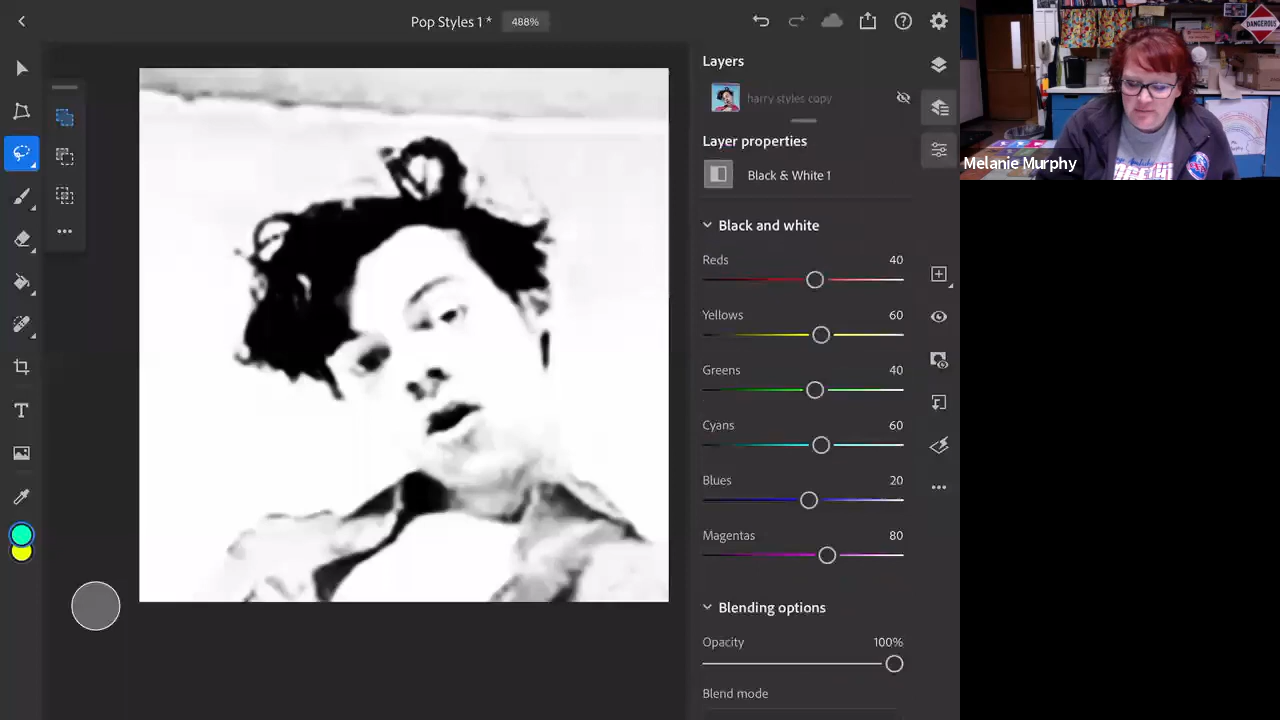 Pop Styles 1 * 488%
Layers
harry styles copy
Layer properties
Black & White 1
Black and white
Reds 40
Yellows 60
Greens 40
Cyans 60
Blues 20
Magentas 80
Blending options
Opacity 100%
Blend mode
T
DANGEROUS
Melanie Murphy